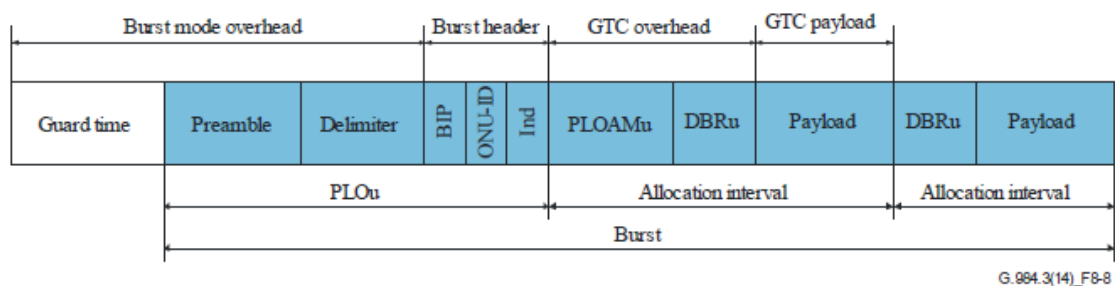 Burst mode overhead Burst header GTC overhead GTC payload
Guard time Preamble Delimiter BIP ONU-ID Ind PLOAMu DBRu Payload DBRu Payload
PLOu Allocation interval Allocation interval
Burst
G.984.3(14)_F8-8